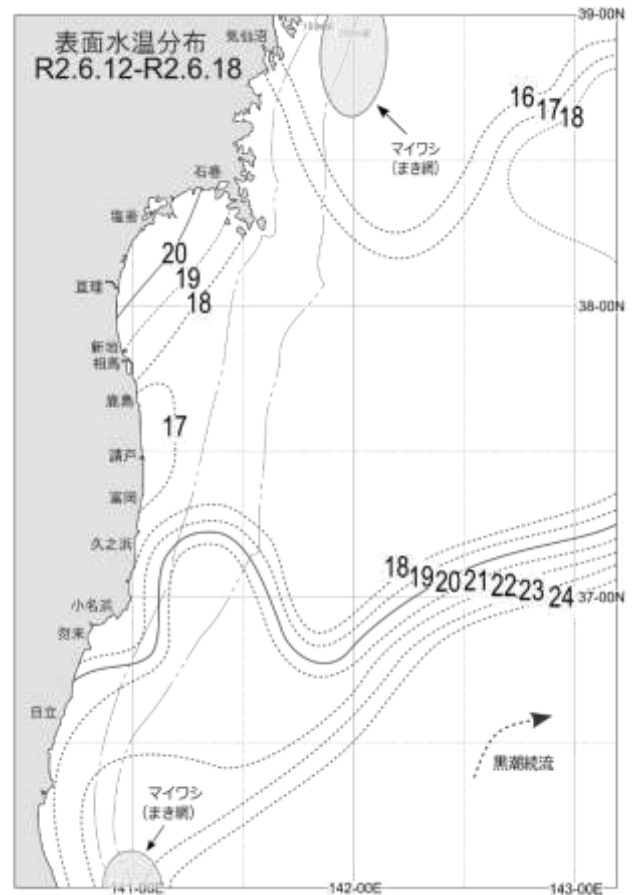 表面水温分布
R2.6.12-R2.6.18
39-00N
気仙沼
16
17
18
マイワシ
(まき網)
石巻
塩釜
20
19
18
亘理
38-00N
新地
相馬
鹿島
17
請戸
富岡
久之浜
18
19
20
21
22
23
24
37-00N
小名浜
勿来
日立
黒潮続流
マイワシ
(まき網)
141-00E
142-00E
143-00E